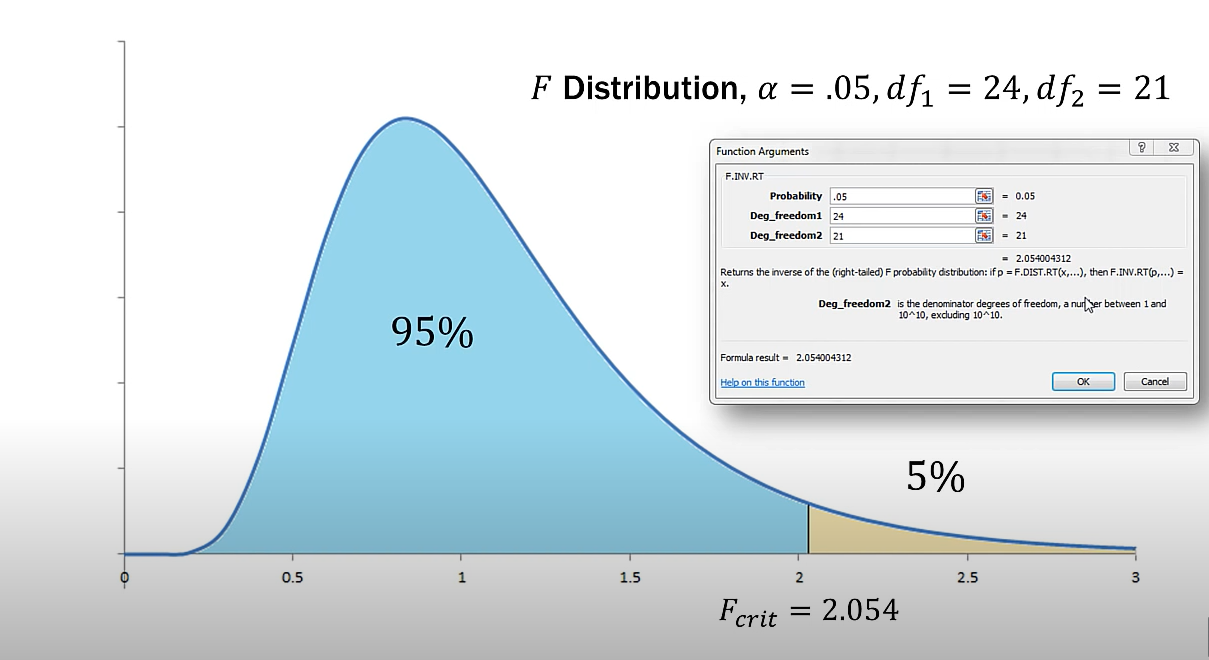 F Distribution, α = .05, df₁ = 24, df₂ = 21
Function Arguments
F.INV.RT
Probability .05 = 0.05
Deg_freedom1 24 = 24
Deg_freedom2 21 = 21
= 2.054004312
Returns the inverse of the (right-tailed) F probability distribution: if p = F.DIST.RT(x,...), then F.INV.RT(p,...) =
x.
Deg_freedom2 is the denominator degrees of freedom, a number between 1 and
10^10, excluding 10^10.
Formula result = 2.054004312
Help on this function OK Cancel
95%
5%
0 0.5 1 1.5 2 2.5 3
F_crit = 2.054